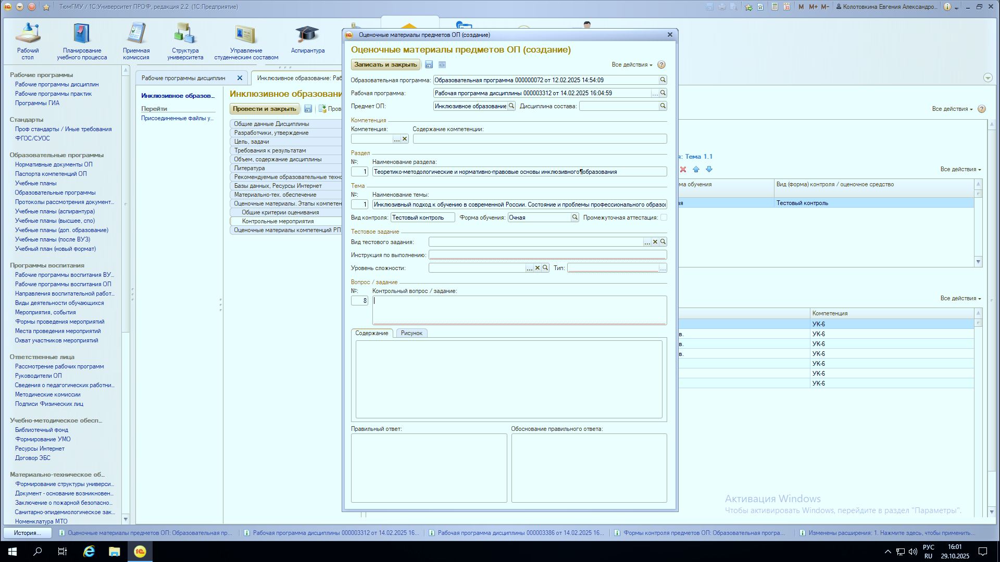 ТюмГМУ / 1С:Университет ПРОФ, редакция 2.2 (1С:Предприятие)
M M+ M- Колотовкина Евгения Александро...
Рабочий стол
Планирование учебного процесса
Приемная комиссия
Структура университета
Управление студенческим составом
Аспирантура
Рабочие программы
Рабочие программы дисциплин
Рабочие программы практик
Программы ГИА
Стандарты
Проф стандарты / Иные требования
ФГОС/СУОС
Образовательные программы
Нормативные документы ОП
Паспорта компетенций ОП
Учебные планы
Образовательные программы
Протоколы рассмотрения документ...
Учебные планы (аспирантура)
Учебные планы (высшее, спо)
Учебные планы (доп. образование)
Учебные планы (после ВУЗ)
Учебный план (новый формат)
Программы воспитания
Рабочие программы воспитания ВУ...
Рабочие программы воспитания ОП
Направления воспитательной работ...
Виды деятельности обучающихся
Мероприятия, события
Формы проведения мероприятий
Места проведения мероприятий
Охват участников мероприятий
Ответственные лица
Рассмотрение рабочих программ
Руководители ОП
Сведения о педагогических работни...
Методические комиссии
Подписи Физических лиц
Учебно-методическое обесп...
Библиотечный фонд
Формирование УМО
Ресурсы Интернет
Договор ЭБС
Материально-техническое об...
Формирование структуры универси...
Документ - основание возникновен...
Заключение о пожарной безопасно...
Санитарно-эпидемиологическое зак...
Номенклатура МТО
Рабочие программы дисциплин
Инклюзивное образование: Раб
Инклюзивное образов...
Перейти
Присоединенные файлы у...
Инклюзивное образовани
Провести и закрыть
Пров
Общие данные Дисциплины
Разработчики, утверждение
Цель, задачи
Требования к результатам
Объем, содержание дисциплины
Литература
Рекомендуемые образовательные техно
Базы данных, Ресурсы Интернет
Материально-тех. обеспечение
Оценочные материалы. Этапы компетен
Общие критерии оценивания
Контрольные мероприятия
Оценочные материалы компетенций РП
Оценочные материалы предметов ОП (создание)
Оценочные материалы предметов ОП (создание)
Записать и закрыть
Все действия
Образовательная программа: Образовательная программа 000000072 от 12.02.2025 14:54:09
Рабочая программа: Рабочая программа дисциплины 000003312 от 14.02.2025 16:04:59
Предмет ОП: Инклюзивное образование Дисциплина состава:
Компетенция
Компетенция: Содержание компетенции:
Раздел
№: Наименование раздела:
1 Теоретико-методологические и нормативно-правовые основы инклюзивного¶образования
Тема
№: Наименование темы:
1 Инклюзивный подход к обучению в современной России. Состояние и проблемы профессионального образо
Вид контроля: Тестовый контроль Форма обучения: Очная Промежуточная аттестация:
Тестовое задание
Вид тестового задания:
Инструкция по выполнению:
Уровень сложности: Тип:
Вопрос / задание
№: Контрольный вопрос / задание:
8
Содержание Рисунок
Правильный ответ: Обоснование правильного ответа:
Все действия
я: Тема 1.1
Все действия
ма обучения Вид (форма) контроля / оценочное средство
ая Тестовый контроль
Все действия
Компетенция
УК-6
в. УК-6
в. УК-6
в. УК-6
УК-6
УК-6
УК-6
Активация Windows
Чтобы активировать Windows, перейдите в раздел "Параметры".
История...
Оценочные материалы предметов ОП: Образовательная пр...
Рабочая программа дисциплины 000003312 от 14.02.2025 16...
Рабочая программа дисциплины 000003386 от 14.02.2025 16...
Формы контроля предметов ОП: Образовательная програ...
Изменены расширения: 1. Нажмите здесь, чтобы применить...
РУС
RU
16:01
29.10.2025